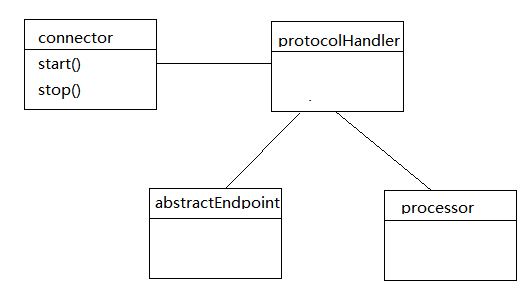 connector
start()
stop()
protocolHandler
abstractEndpoint
processor